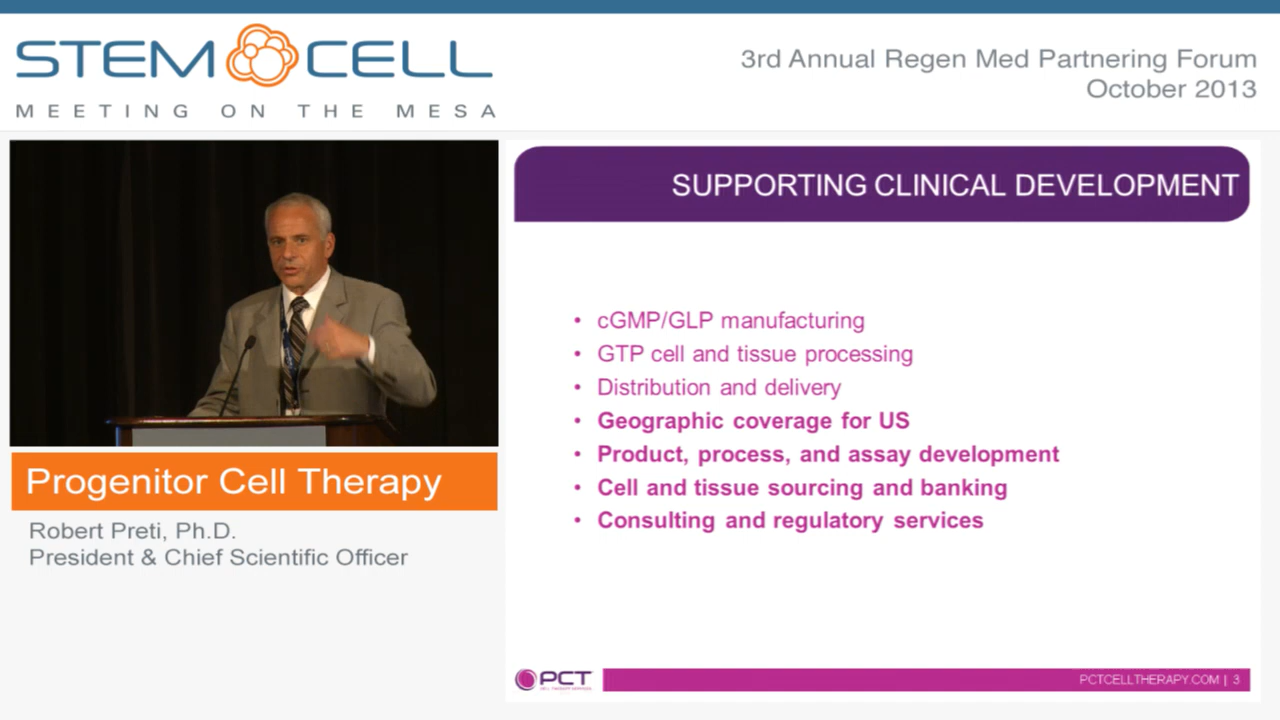 STEM CELL
MEETING ON THE MESA
3rd Annual Regen Med Partnering Forum
October 2013
SUPPORTING CLINICAL DEVELOPMENT
• cGMP/GLP manufacturing
• GTP cell and tissue processing
• Distribution and delivery
• Geographic coverage for US
• Product, process, and assay development
• Cell and tissue sourcing and banking
• Consulting and regulatory services
Progenitor Cell Therapy
Robert Preti, Ph.D.
President & Chief Scientific Officer
PCT
CELL THERAPY SERVICES
PCTCELLTHERAPY.COM | 3